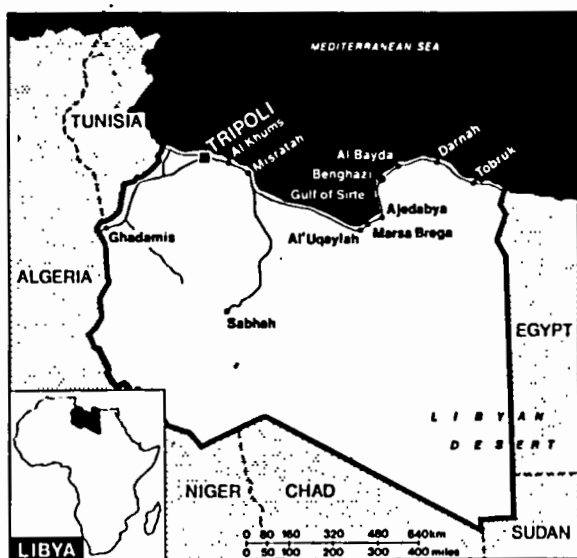 MEDITERRANEAN SEA
TUNISIA
TRIPOLI
Al Khums
Misratah
Al Bayda
Darnah
Benghazi
Tobruk
Gulf of Sirte
Ajedabya
Ghadamis
Al'Uqaylah
Marsa Brega
ALGERIA
EGYPT
Sabhah
LIBYAN
DESERT
NIGER
CHAD
SUDAN
LIBYA
0 80 160 320 480 640km
0 50 100 200 300 400 miles